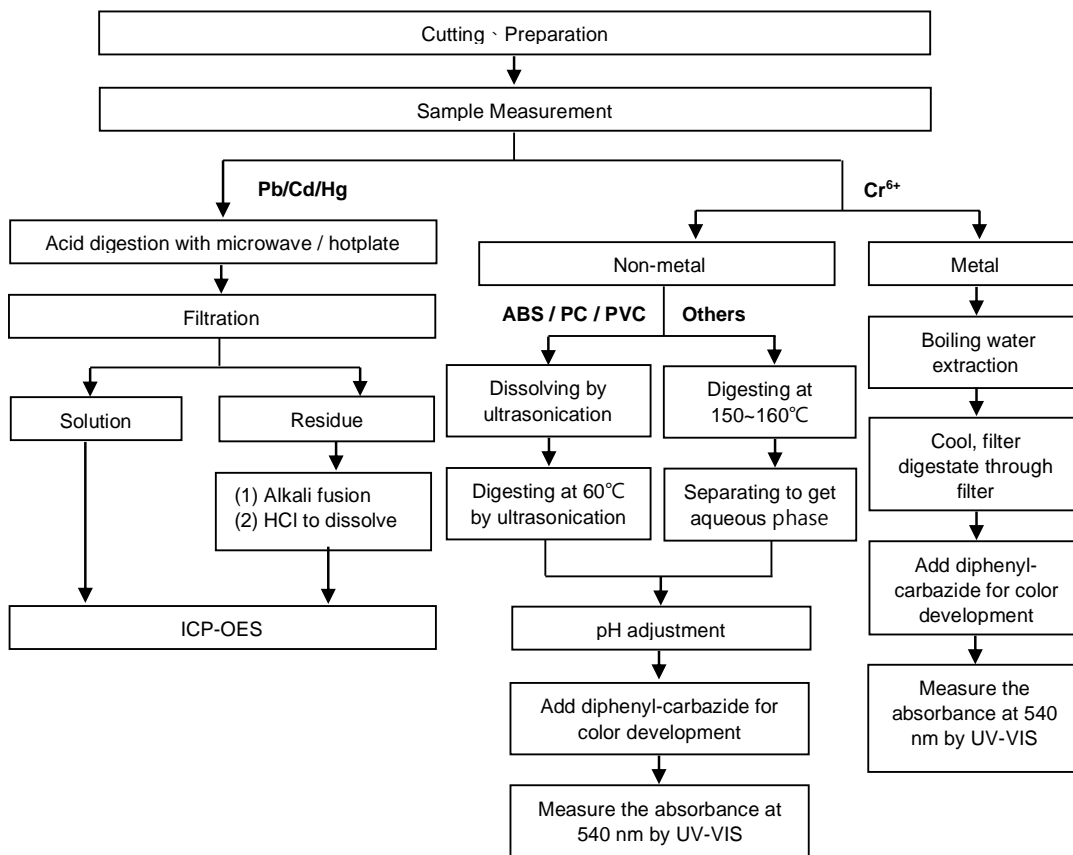 Cutting、Preparation
Sample Measurement
Pb/Cd/Hg
Cr⁶⁺
Acid digestion with microwave / hotplate
Non-metal
Metal
Filtration
ABS / PC / PVC
Others
Boiling water
extraction
Solution
Residue
Dissolving by
ultrasonication
Digesting at
150~160℃
Cool, filter
digestate through
filter
(1) Alkali fusion
(2) HCl to dissolve
Digesting at 60℃
by ultrasonication
Separating to get
aqueous phase
Add diphenyl-
carbazide for color
development
ICP-OES
pH adjustment
Measure the
absorbance at 540
nm by UV-VIS
Add diphenyl-carbazide for
color development
Measure the absorbance at
540 nm by UV-VIS